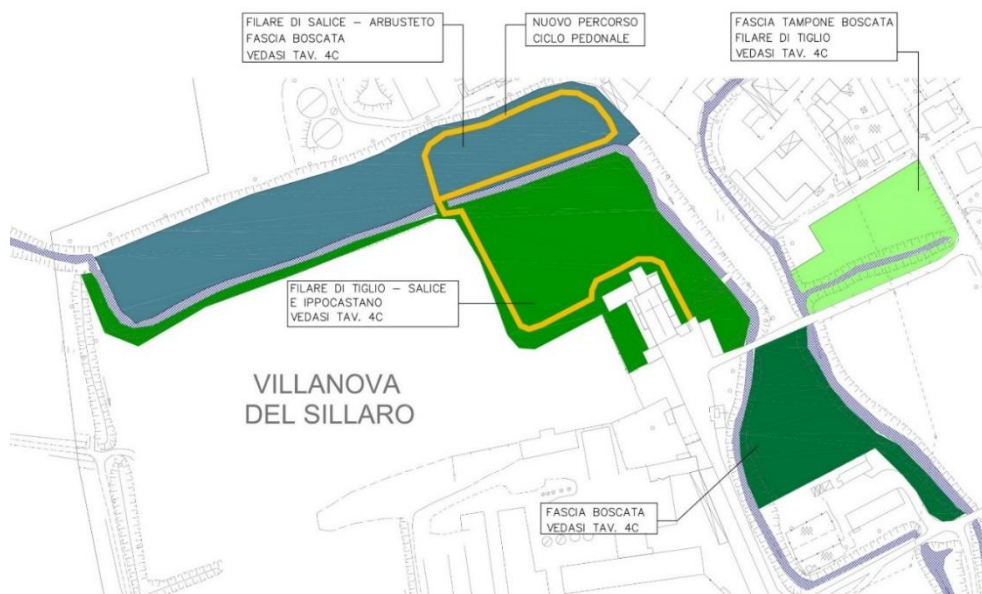 FILARE DI SALICE – ARBUSTETO
FASCIA BOSCATA
VEDASI TAV. 4C
NUOVO PERCORSO
CICLO PEDONALE
FASCIA TAMPONE BOSCATA
FILARE DI TIGLIO
VEDASI TAV. 4C
FILARE DI TIGLIO – SALICE
E IPPOCASTANO
VEDASI TAV. 4C
VILLANOVA
DEL SILLARO
FASCIA BOSCATA
VEDASI TAV. 4C